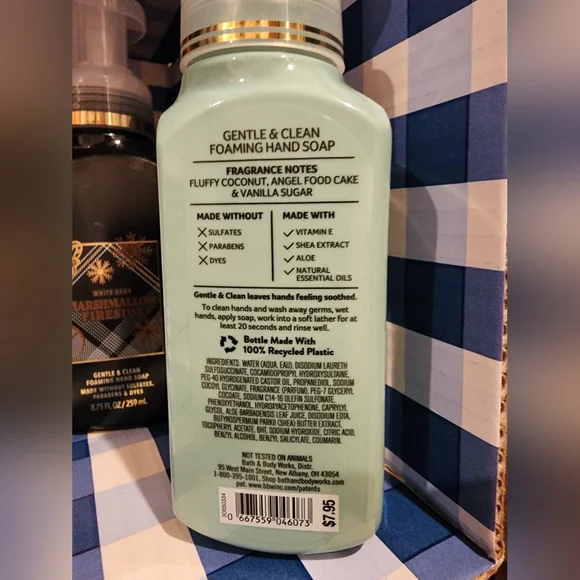 GENTLE & CLEAN
FOAMING HAND SOAP
FRAGRANCE NOTES
FLUFFY COCONUT, ANGEL FOOD CAKE
& VANILLA SUGAR
MADE WITHOUT
SULFATES
PARABENS
DYES
MADE WITH
VITAMIN E
SHEA EXTRACT
ALOE
NATURAL
ESSENTIAL OILS
Gentle & Clean leaves hands feeling soothed.
To clean hands and wash away germs, wet
hands, apply soap, work into a soft lather for at
least 20 seconds and rinse well.
Bottle Made With
100% Recycled Plastic
INGREDIENTS: WATER (AQUA, EAU), DISODIUM LAURETH
SULFOSUCCINATE, COCAMIDOPROPYL HYDROXYSULTAINE,
PEG-40 HYDROGENATED CASTOR OIL, PROPANEDIOL, SODIUM
COCOYL GLYCINATE, FRAGRANCE (PARFUM), PEG-7 GLYCERYL
COCOATE, SODIUM C14-16 OLEFIN SULFONATE,
PHENOXYETHANOL, HYDROXYACETOPHENONE, CAPRYLYL
GLYCOL, ALOE BARBADENSIS LEAF JUICE, DISODIUM EDTA,
BUTYROSPERMUM PARKII (SHEA) BUTTER EXTRACT,
TOCOPHERYL ACETATE, BHT, SODIUM HYDROXIDE, CITRIC ACID,
BENZYL ALCOHOL, BENZYL SALICYLATE, COUMARIN.
NOT TESTED ON ANIMALS
Bath & Body Works, Distr.
95 West Main Street, New Albany, OH 43054
1-800-395-1001, Shop bathandbodyworks.com
pat. www.bbwinc.com/patents
0 667559 046073
$7.95
WHITE BARN
MARSHMALLOW
FIRESIDE
GENTLE & CLEAN
FOAMING HAND SOAP
MADE WITHOUT SULFATES,
PARABENS & DYES
8.75 FL OZ / 259 mL